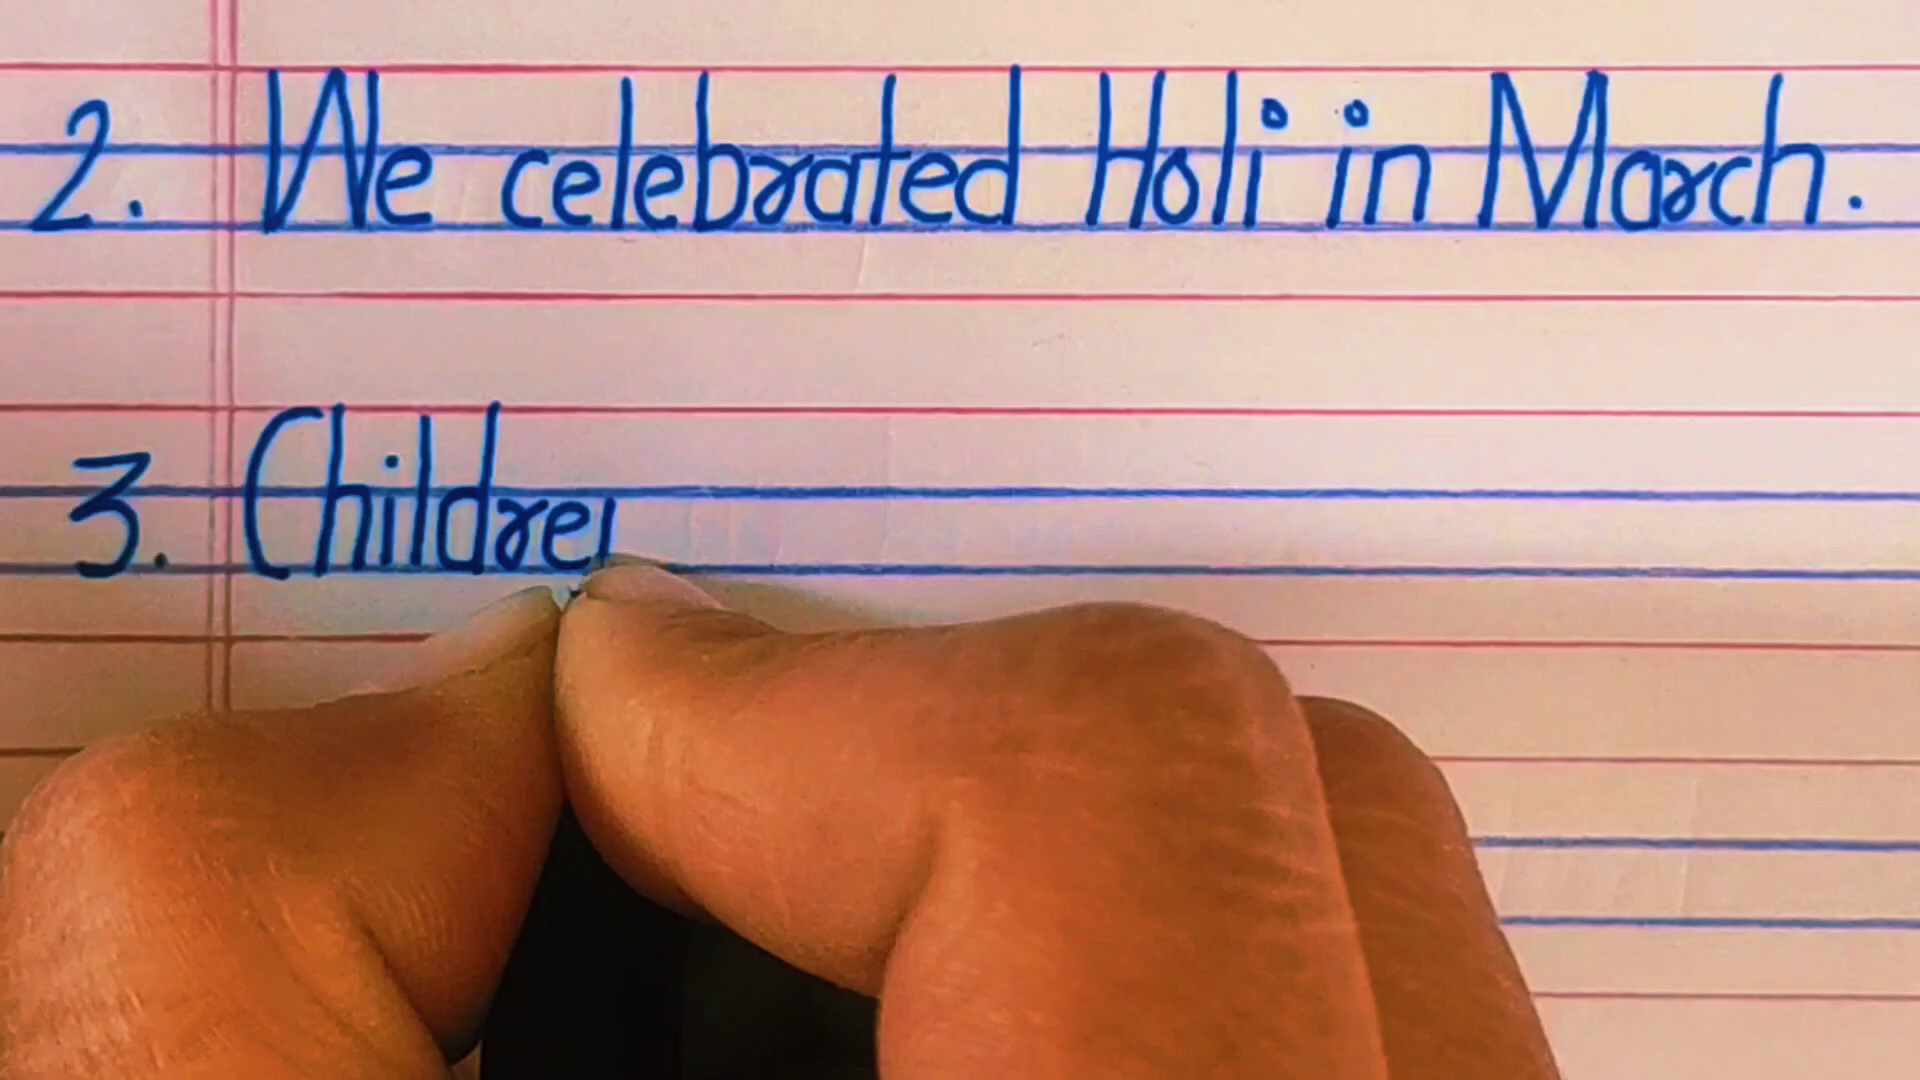 2. We celebrated Holi in March.
3. Childre